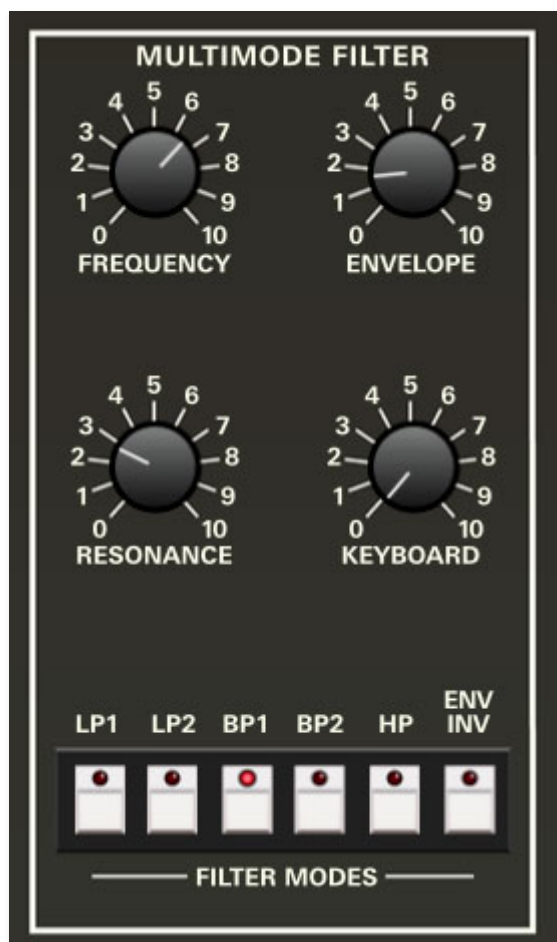 MULTIMODE FILTER
0 1 2 3 4 5 6 7 8 9 10
FREQUENCY
0 1 2 3 4 5 6 7 8 9 10
ENVELOPE
0 1 2 3 4 5 6 7 8 9 10
RESONANCE
0 1 2 3 4 5 6 7 8 9 10
KEYBOARD
LP1 LP2 BP1 BP2 HP ENV INV
FILTER MODES